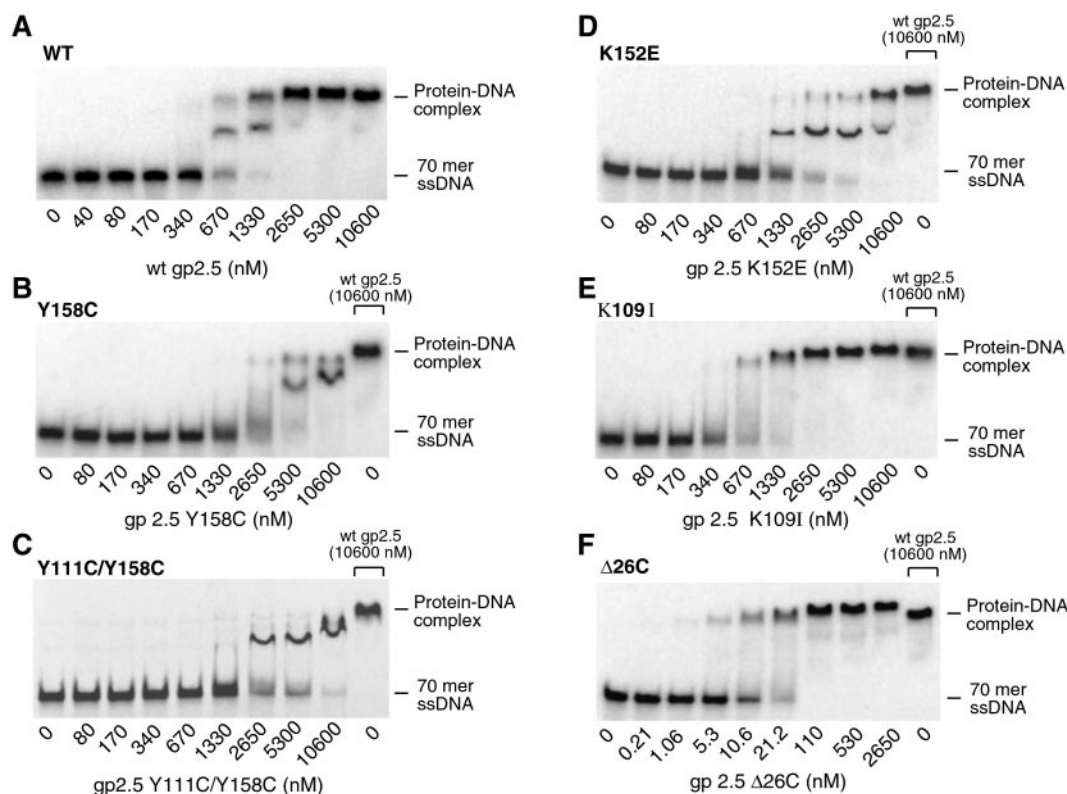 A
WT
Protein-DNA
complex
70 mer
ssDNA
0 40 80 170 340 670 1330 2650 5300 10600
wt gp2.5 (nM)
B
Y158C
wt gp2.5
(10600 nM)
Protein-DNA
complex
70 mer
ssDNA
0 80 170 340 670 1330 2650 5300 10600 0
gp 2.5 Y158C (nM)
C
Y111C/Y158C
wt gp2.5
(10600 nM)
Protein-DNA
complex
70 mer
ssDNA
0 80 170 340 670 1330 2650 5300 10600 0
gp2.5 Y111C/Y158C (nM)
D
K152E
wt gp2.5
(10600 nM)
Protein-DNA
complex
70 mer
ssDNA
0 80 170 340 670 1330 2650 5300 10600 0
gp 2.5 K152E (nM)
E
K109I
wt gp2.5
(10600 nM)
Protein-DNA
complex
70 mer
ssDNA
0 80 170 340 670 1330 2650 5300 10600 0
gp 2.5 K109I (nM)
F
Δ26C
wt gp2.5
(10600 nM)
Protein-DNA
complex
70 mer
ssDNA
0 0.21 1.06 5.3 10.6 21.2 110 530 2650 0
gp 2.5 Δ26C (nM)